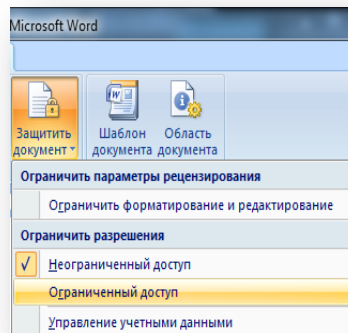 Microsoft Word
Защитить документ
Шаблон документа
Область документа
Ограничить параметры рецензирования
Ограничить форматирование и редактирование
Ограничить разрешения
Неограниченный доступ
Ограниченный доступ
Управление учетными данными